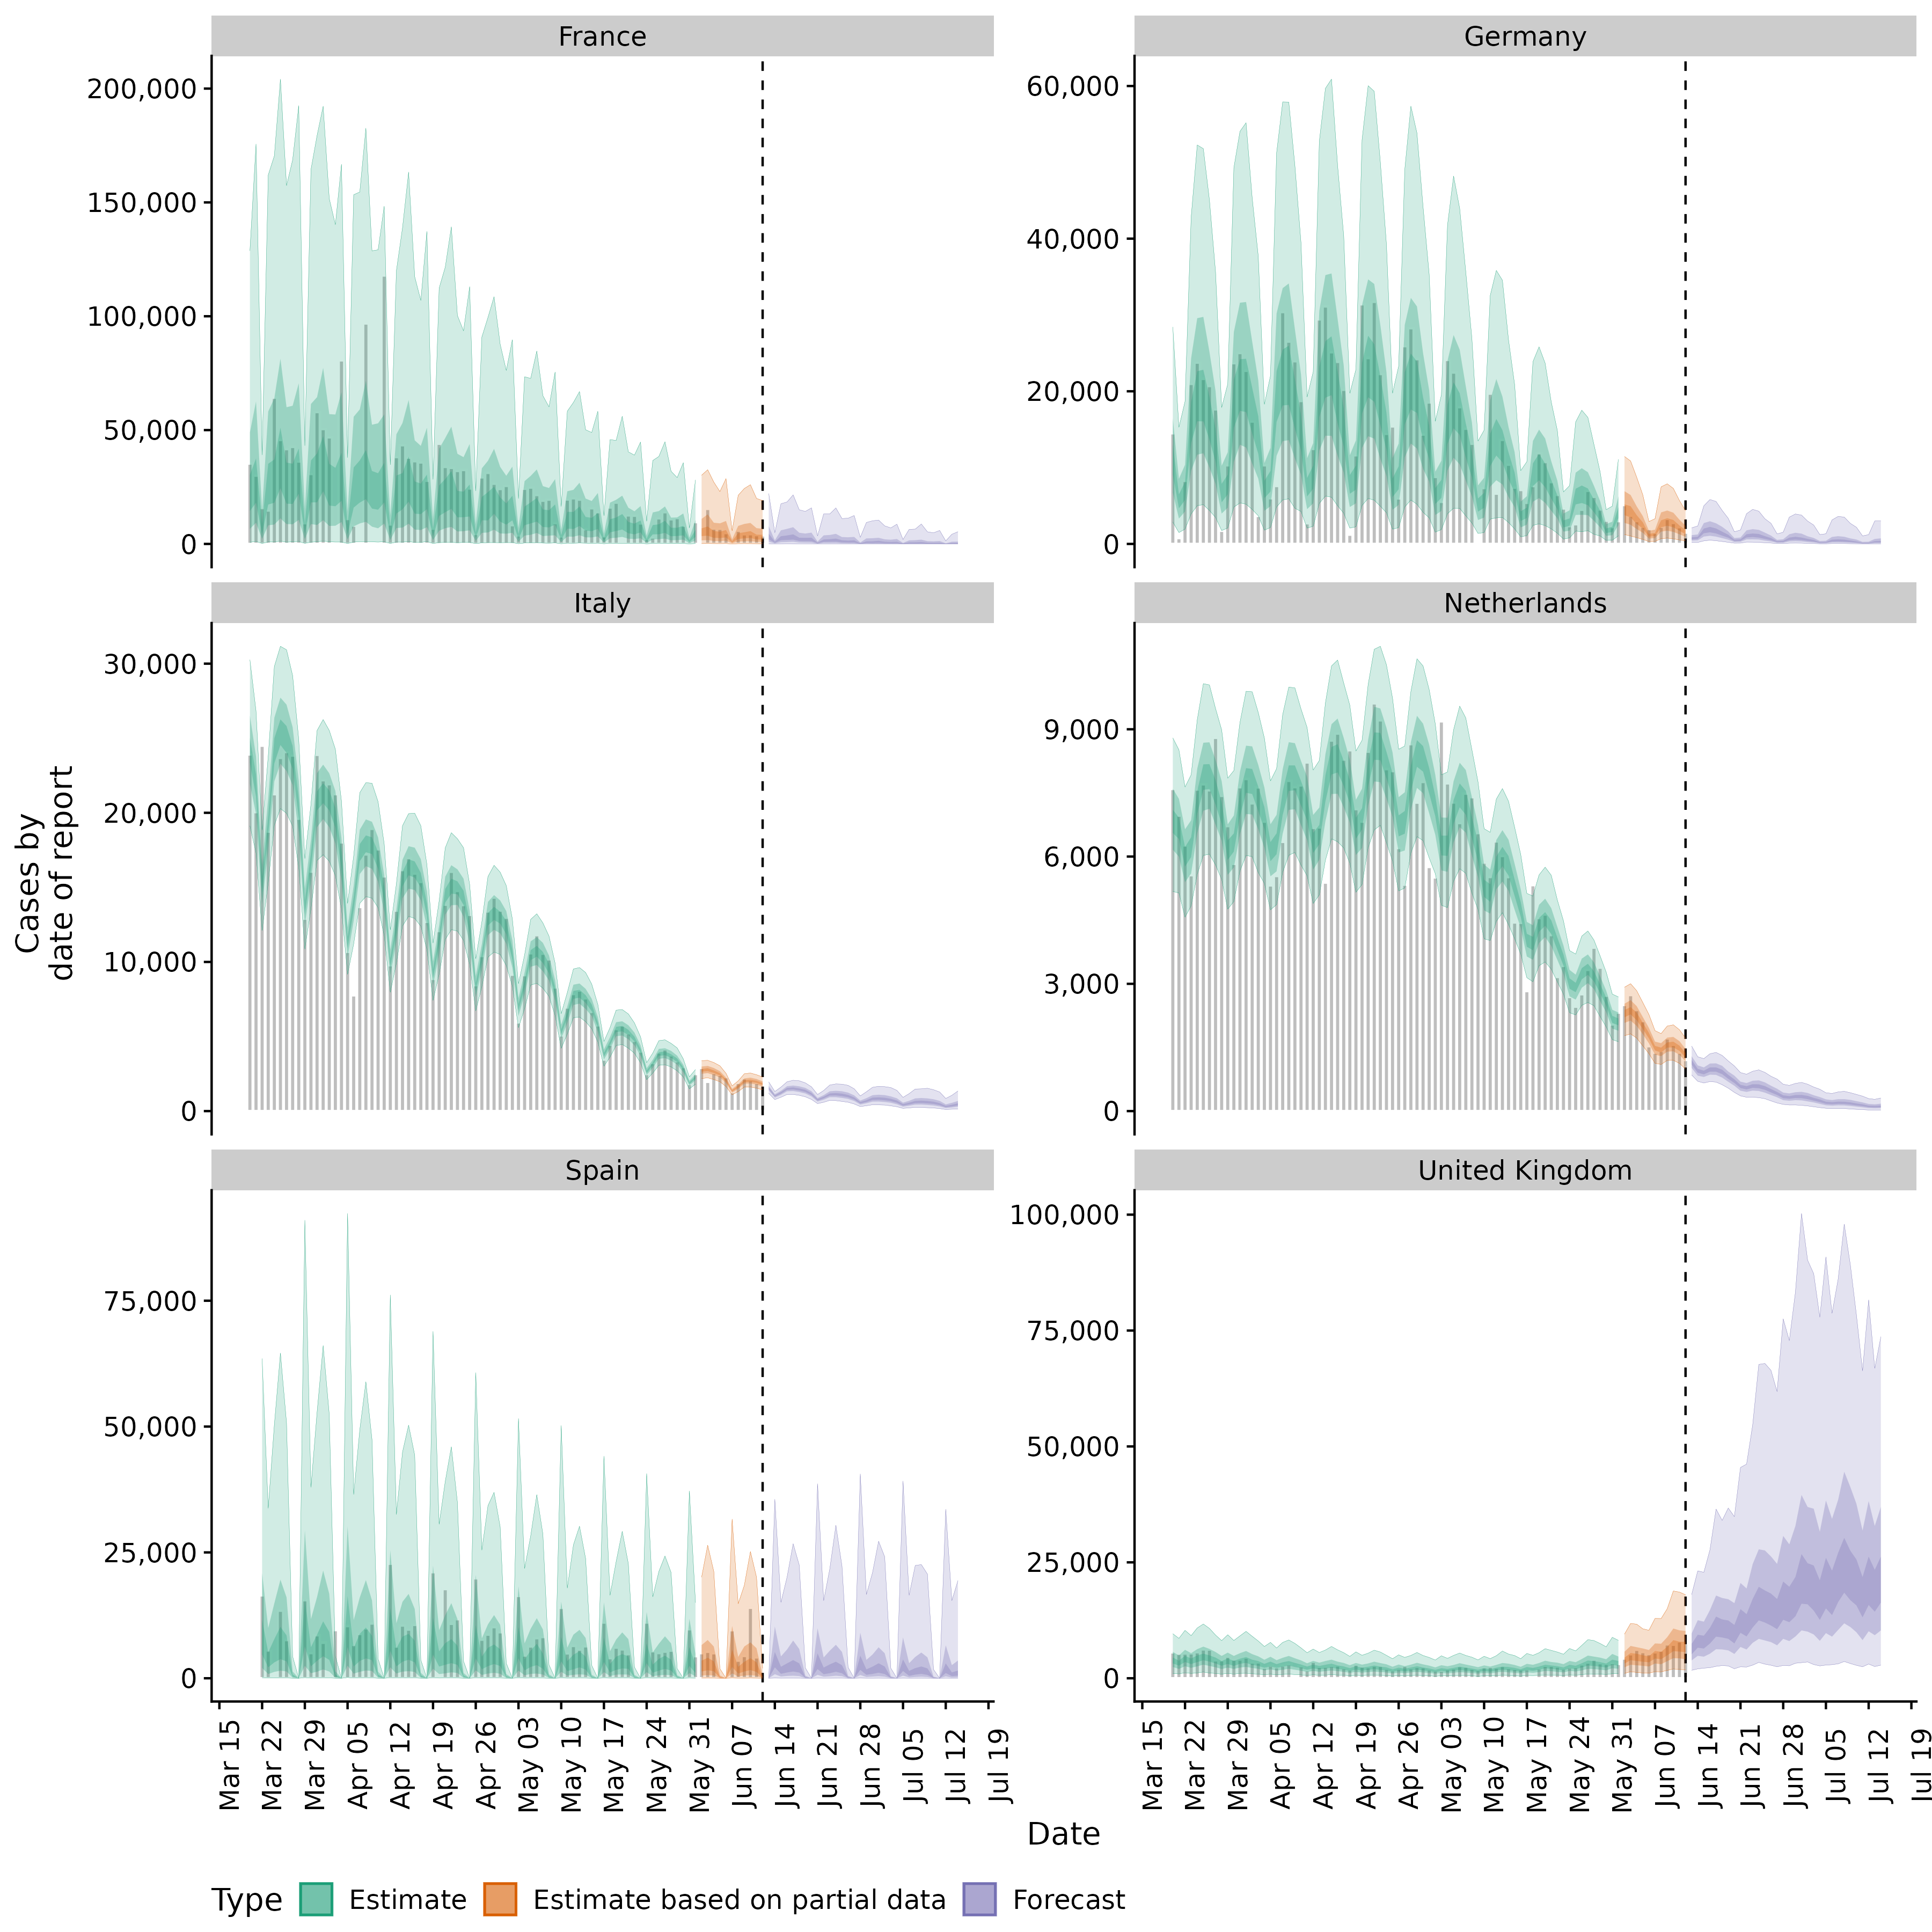 France
Germany
200,000
150,000
100,000
50,000
0
60,000
40,000
20,000
0
Italy
Netherlands
30,000
20,000
10,000
0
9,000
6,000
3,000
0
Cases by
date of report
Spain
United Kingdom
75,000
50,000
25,000
0
100,000
75,000
50,000
25,000
0
Mar 15
Mar 22
Mar 29
Apr 05
Apr 12
Apr 19
Apr 26
May 03
May 10
May 17
May 24
May 31
Jun 07
Jun 14
Jun 21
Jun 28
Jul 05
Jul 12
Jul 19
Mar 15
Mar 22
Mar 29
Apr 05
Apr 12
Apr 19
Apr 26
May 03
May 10
May 17
May 24
May 31
Jun 07
Jun 14
Jun 21
Jun 28
Jul 05
Jul 12
Jul 19
Date
Type Estimate Estimate based on partial data Forecast